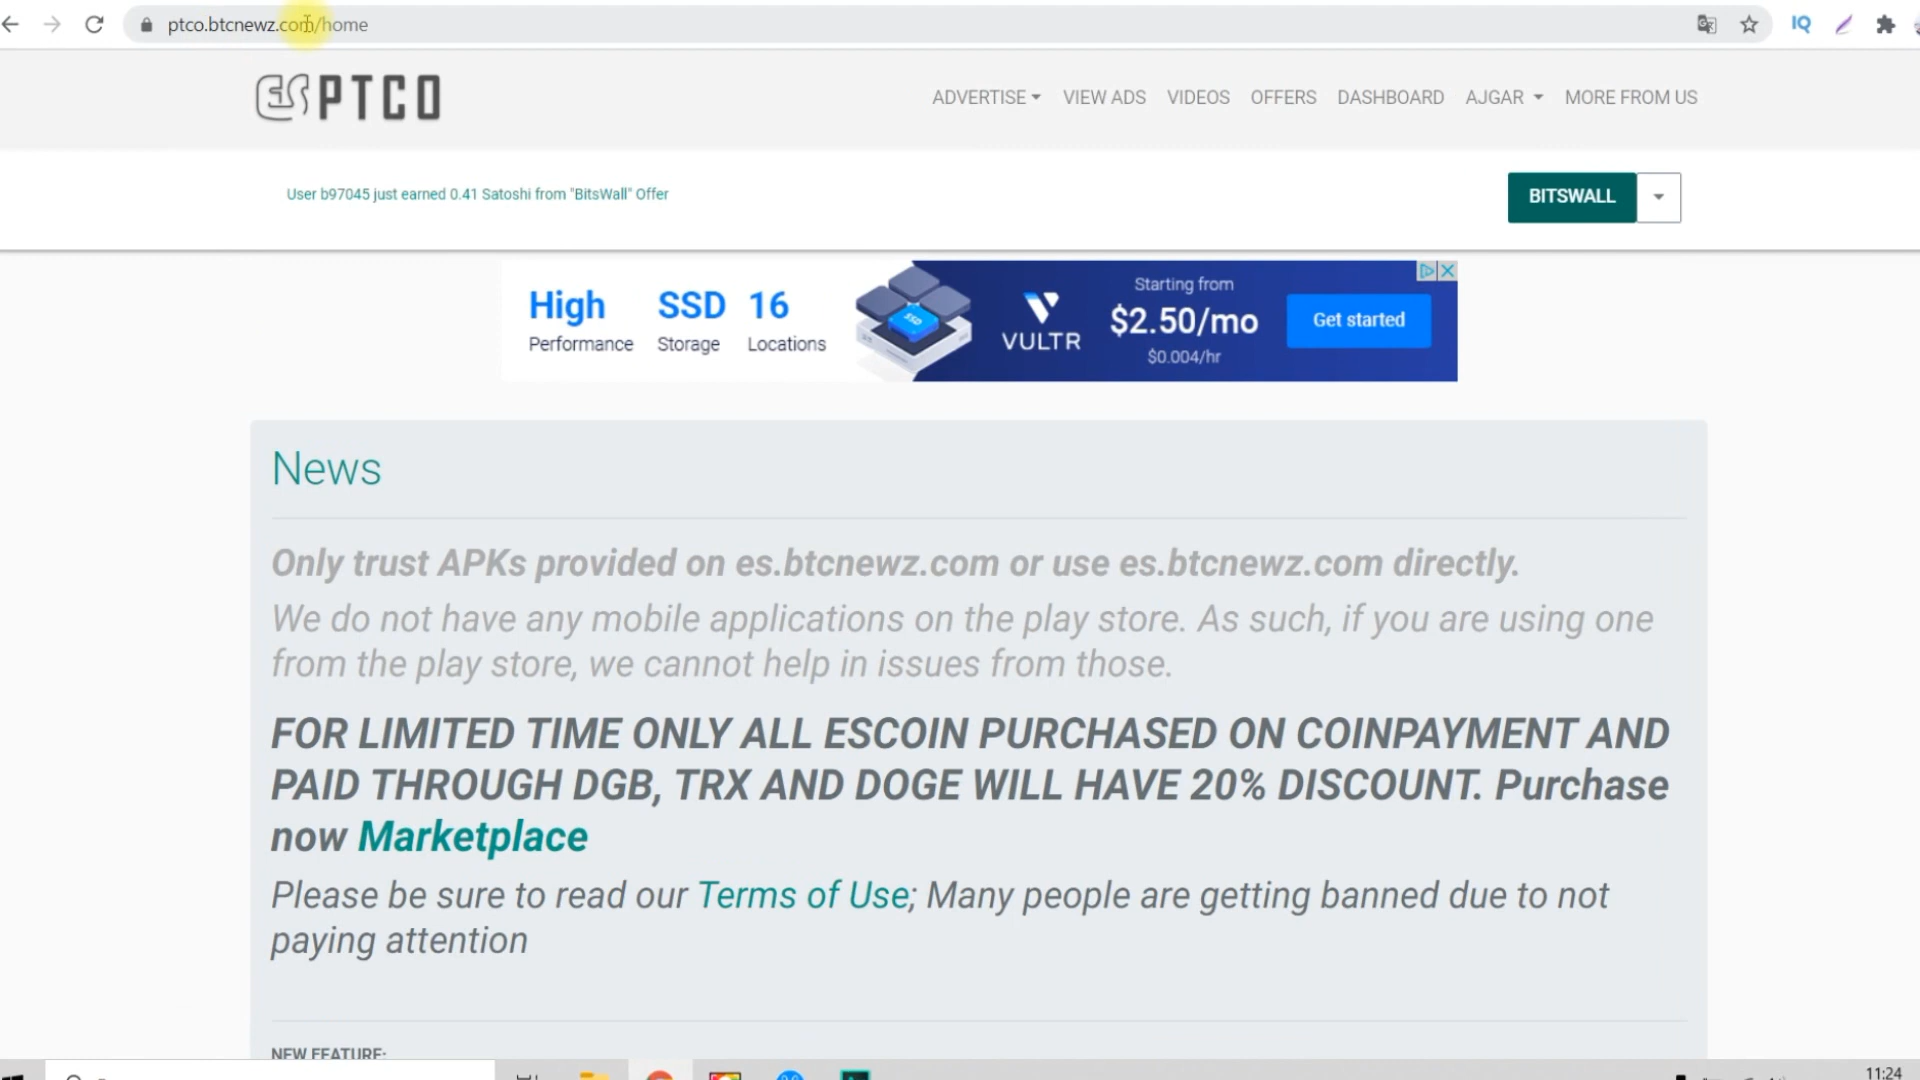 ptco.btcnewz.com/home
IQ
ES PTCO
ADVERTISE VIEW ADS VIDEOS OFFERS DASHBOARD AJGAR MORE FROM US
User b97045 just earned 0.41 Satoshi from "BitsWall" Offer
BITSWALL
High SSD 16
Performance Storage Locations
SSD
VULTR
Starting from
$2.50/mo
$0.004/hr
Get started
News
Only trust APKs provided on es.btcnewz.com or use es.btcnewz.com directly.
We do not have any mobile applications on the play store. As such, if you are using one
from the play store, we cannot help in issues from those.
FOR LIMITED TIME ONLY ALL ESCOIN PURCHASED ON COINPAYMENT AND
PAID THROUGH DGB, TRX AND DOGE WILL HAVE 20% DISCOUNT. Purchase
now Marketplace
Please be sure to read our Terms of Use; Many people are getting banned due to not
paying attention
NEW FEATURE:
11:24